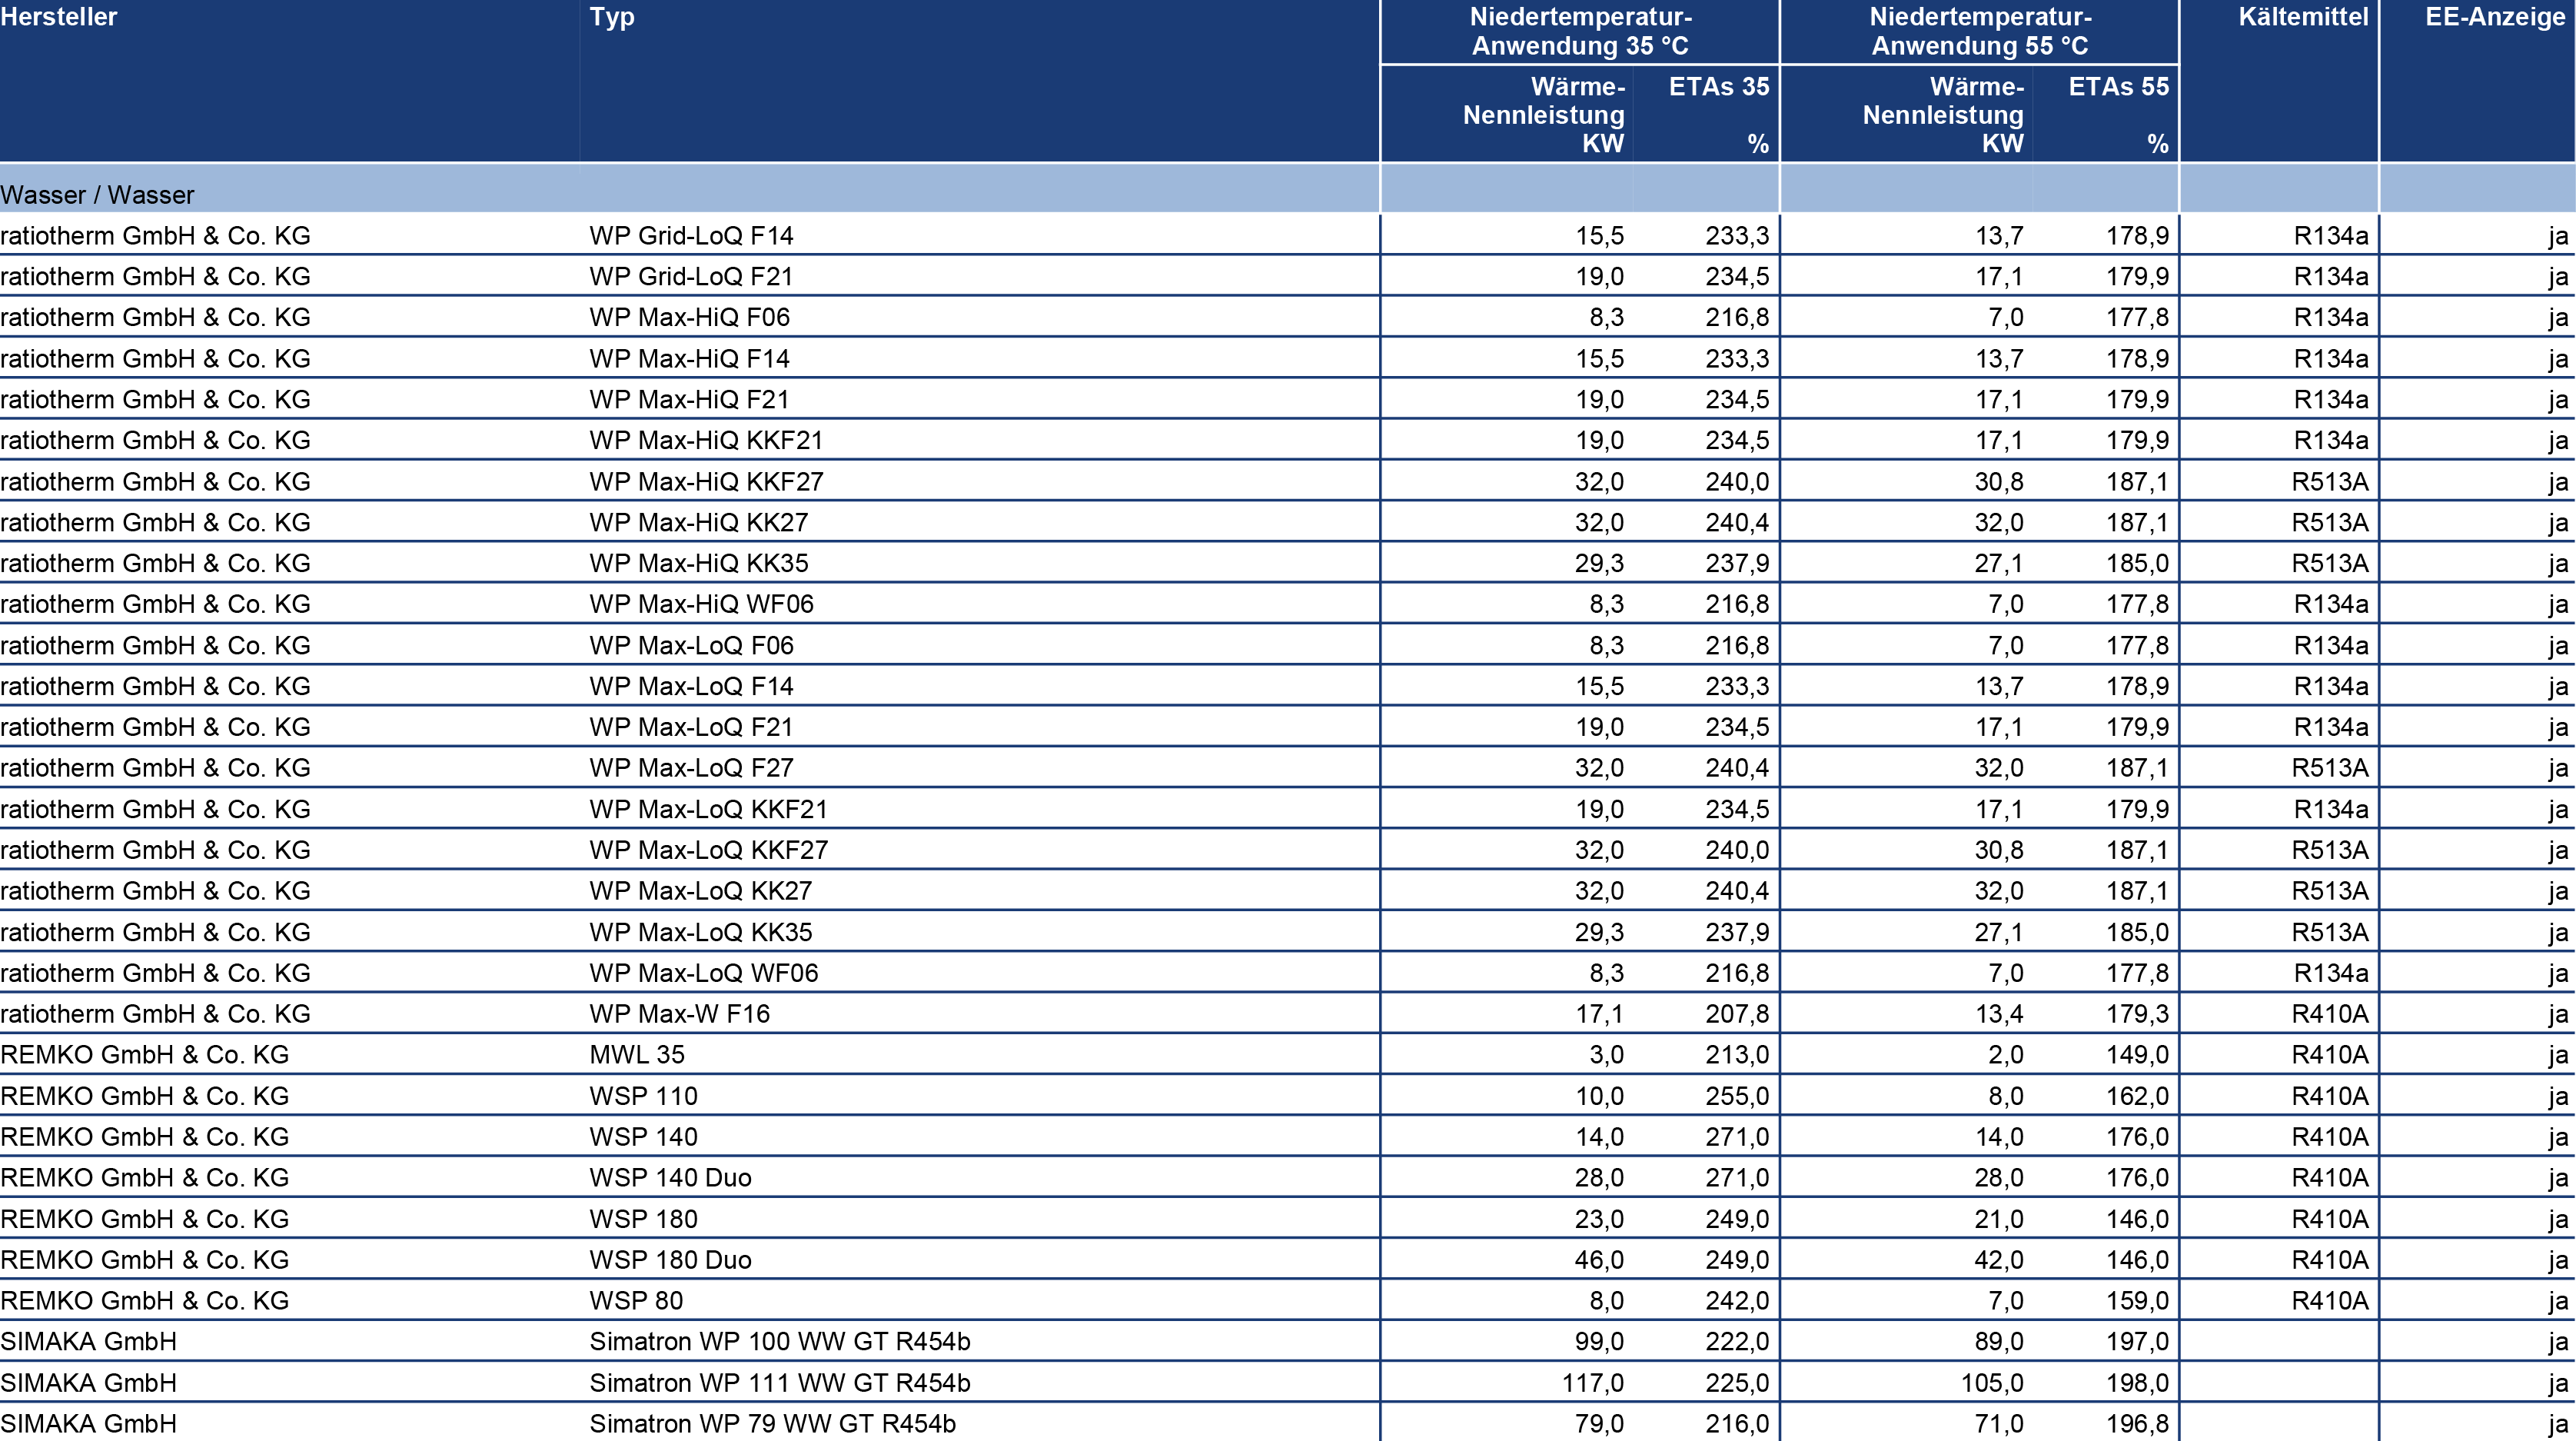 Hersteller Typ Niedertemperatur- Niedertemperatur- Kältemittel EE-Anzeige
Anwendung 35 °C Anwendung 55 °C
Wärme- ETAs 35 Wärme- ETAs 55
Nennleistung Nennleistung
KW % KW %
Wasser / Wasser
ratiotherm GmbH & Co. KG WP Grid-LoQ F14 15,5 233,3 13,7 178,9 R134a ja
ratiotherm GmbH & Co. KG WP Grid-LoQ F21 19,0 234,5 17,1 179,9 R134a ja
ratiotherm GmbH & Co. KG WP Max-HiQ F06 8,3 216,8 7,0 177,8 R134a ja
ratiotherm GmbH & Co. KG WP Max-HiQ F14 15,5 233,3 13,7 178,9 R134a ja
ratiotherm GmbH & Co. KG WP Max-HiQ F21 19,0 234,5 17,1 179,9 R134a ja
ratiotherm GmbH & Co. KG WP Max-HiQ KKF21 19,0 234,5 17,1 179,9 R134a ja
ratiotherm GmbH & Co. KG WP Max-HiQ KKF27 32,0 240,0 30,8 187,1 R513A ja
ratiotherm GmbH & Co. KG WP Max-HiQ KK27 32,0 240,4 32,0 187,1 R513A ja
ratiotherm GmbH & Co. KG WP Max-HiQ KK35 29,3 237,9 27,1 185,0 R513A ja
ratiotherm GmbH & Co. KG WP Max-HiQ WF06 8,3 216,8 7,0 177,8 R134a ja
ratiotherm GmbH & Co. KG WP Max-LoQ F06 8,3 216,8 7,0 177,8 R134a ja
ratiotherm GmbH & Co. KG WP Max-LoQ F14 15,5 233,3 13,7 178,9 R134a ja
ratiotherm GmbH & Co. KG WP Max-LoQ F21 19,0 234,5 17,1 179,9 R134a ja
ratiotherm GmbH & Co. KG WP Max-LoQ F27 32,0 240,4 32,0 187,1 R513A ja
ratiotherm GmbH & Co. KG WP Max-LoQ KKF21 19,0 234,5 17,1 179,9 R134a ja
ratiotherm GmbH & Co. KG WP Max-LoQ KKF27 32,0 240,0 30,8 187,1 R513A ja
ratiotherm GmbH & Co. KG WP Max-LoQ KK27 32,0 240,4 32,0 187,1 R513A ja
ratiotherm GmbH & Co. KG WP Max-LoQ KK35 29,3 237,9 27,1 185,0 R513A ja
ratiotherm GmbH & Co. KG WP Max-LoQ WF06 8,3 216,8 7,0 177,8 R134a ja
ratiotherm GmbH & Co. KG WP Max-W F16 17,1 207,8 13,4 179,3 R410A ja
REMKO GmbH & Co. KG MWL 35 3,0 213,0 2,0 149,0 R410A ja
REMKO GmbH & Co. KG WSP 110 10,0 255,0 8,0 162,0 R410A ja
REMKO GmbH & Co. KG WSP 140 14,0 271,0 14,0 176,0 R410A ja
REMKO GmbH & Co. KG WSP 140 Duo 28,0 271,0 28,0 176,0 R410A ja
REMKO GmbH & Co. KG WSP 180 23,0 249,0 21,0 146,0 R410A ja
REMKO GmbH & Co. KG WSP 180 Duo 46,0 249,0 42,0 146,0 R410A ja
REMKO GmbH & Co. KG WSP 80 8,0 242,0 7,0 159,0 R410A ja
SIMAKA GmbH Simatron WP 100 WW GT R454b 99,0 222,0 89,0 197,0 ja
SIMAKA GmbH Simatron WP 111 WW GT R454b 117,0 225,0 105,0 198,0 ja
SIMAKA GmbH Simatron WP 79 WW GT R454b 79,0 216,0 71,0 196,8 ja